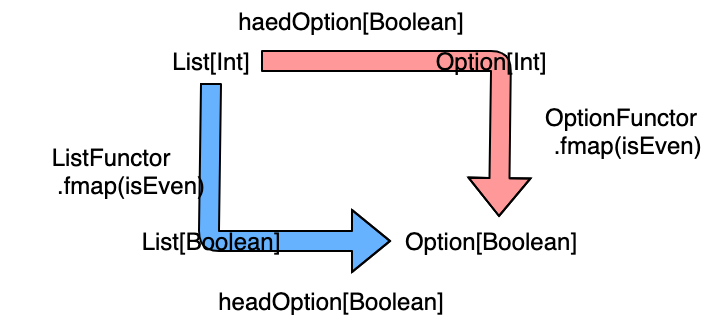 haedOption[Boolean]
List[Int]
Option[Int]
OptionFunctor
.fmap(isEven)
ListFunctor
.fmap(isEven)
List[Boolean]
Option[Boolean]
headOption[Boolean]